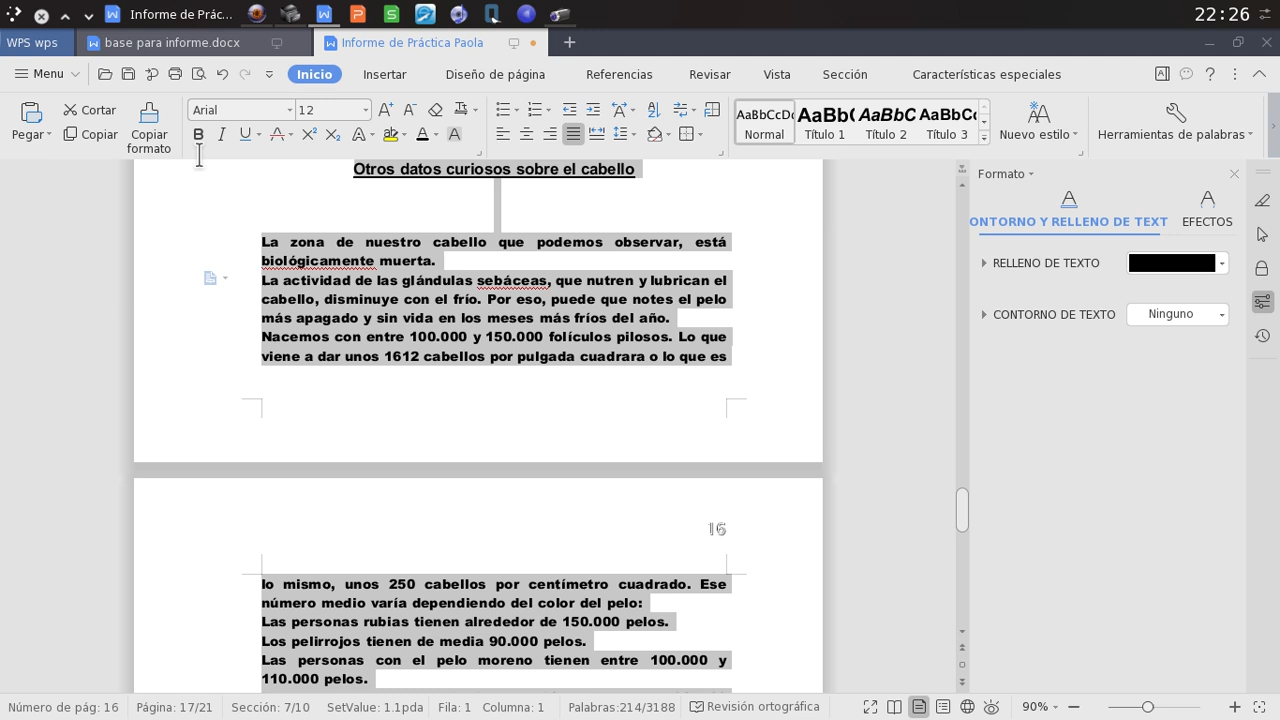 Informe de Prác...
22:26
WPS wps
base para informe.docx
Informe de Práctica Paola
Menu
Inicio
Insertar
Diseño de página
Referencias
Revisar
Vista
Sección
Características especiales
Pegar
Cortar
Copiar
Copiar formato
Arial
12
AaBbCcDc
Normal
AaBb(
Título 1
AaBbC
Título 2
AaBbCc
Título 3
Nuevo estilo
Herramientas de palabras
Otros datos curiosos sobre el cabello
La zona de nuestro cabello que podemos observar, está
biológicamente muerta.
La actividad de las glándulas sebáceas, que nutren y lubrican el
cabello, disminuye con el frío. Por eso, puede que notes el pelo
más apagado y sin vida en los meses más fríos del año.
Nacemos con entre 100.000 y 150.000 folículos pilosos. Lo que
viene a dar unos 1612 cabellos por pulgada cuadrara o lo que es
16
lo mismo, unos 250 cabellos por centímetro cuadrado. Ese
número medio varía dependiendo del color del pelo:
Las personas rubias tienen alrededor de 150.000 pelos.
Los pelirrojos tienen de media 90.000 pelos.
Las personas con el pelo moreno tienen entre 100.000 y
110.000 pelos.
Formato
ONTORNO Y RELLENO DE TEXT
EFECTOS
RELLENO DE TEXTO
CONTORNO DE TEXTO
Ninguno
Número de pág: 16
Página: 17/21
Sección: 7/10
SetValue: 1.1pda
Fila: 1
Columna: 1
Palabras:214/3188
Revisión ortográfica
90%